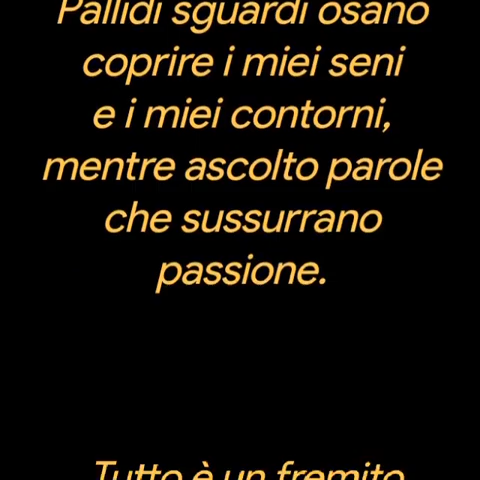 Pallidi sguardi osano
coprire i miei seni
e i miei contorni,
mentre ascolto parole
che sussurrano
passione.
Tutto è un fremito